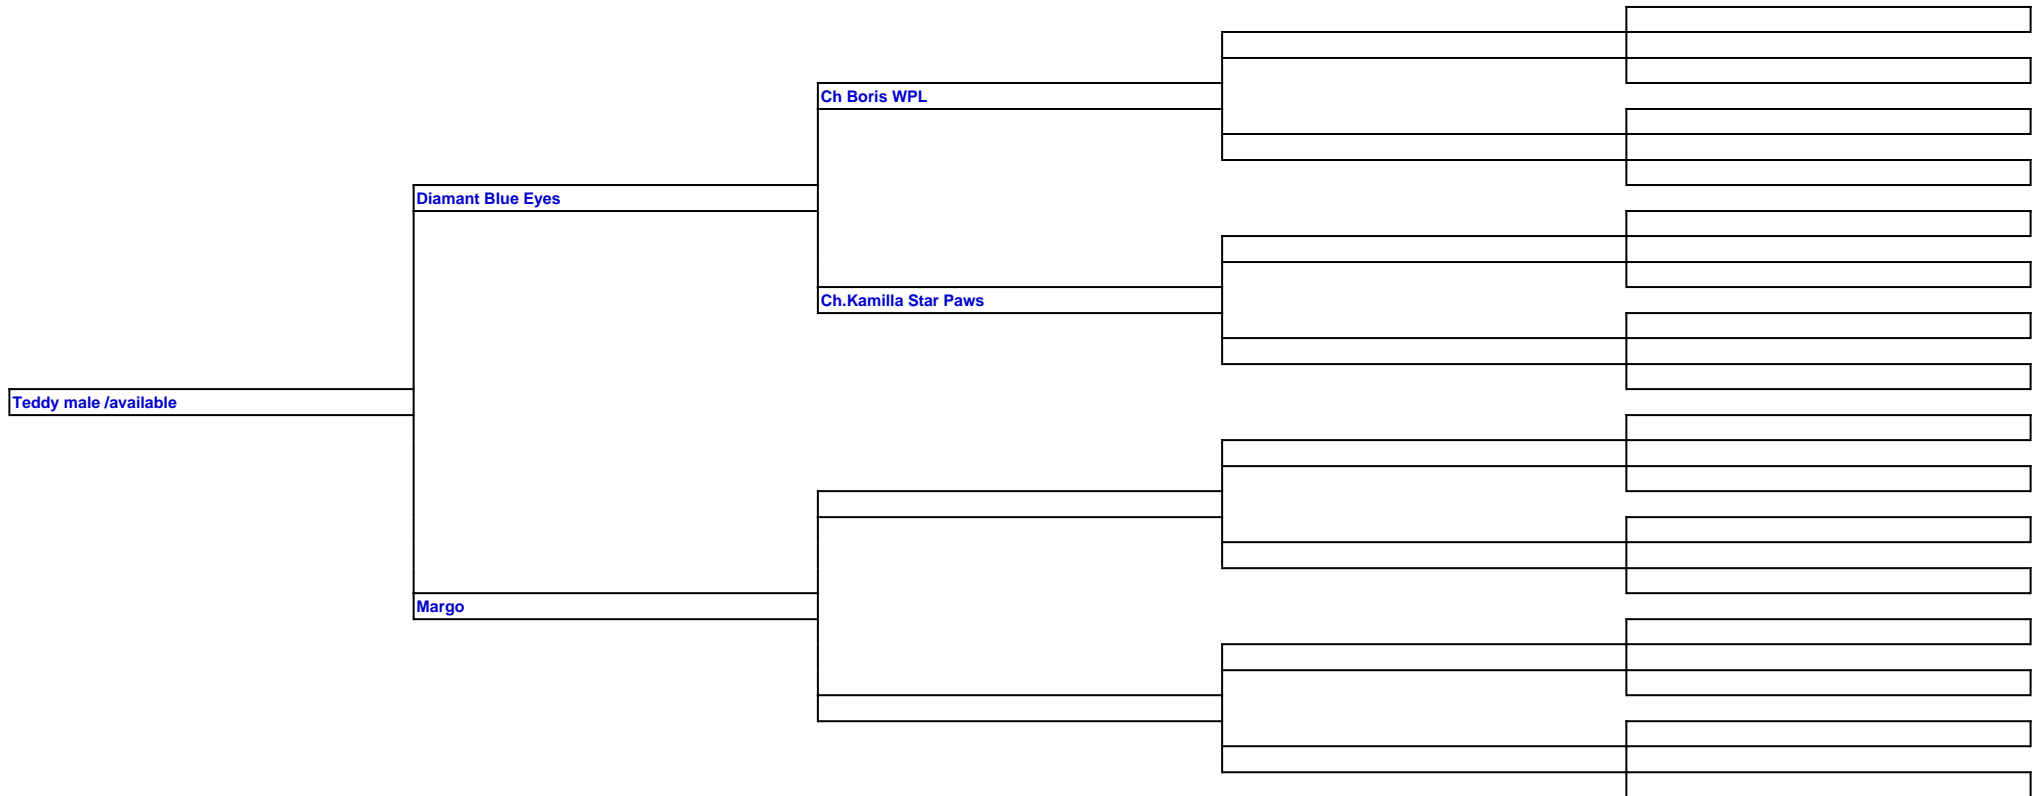 Ch Boris WPL
Diamant Blue Eyes
Ch.Kamilla Star Paws
Teddy male /available
Margo